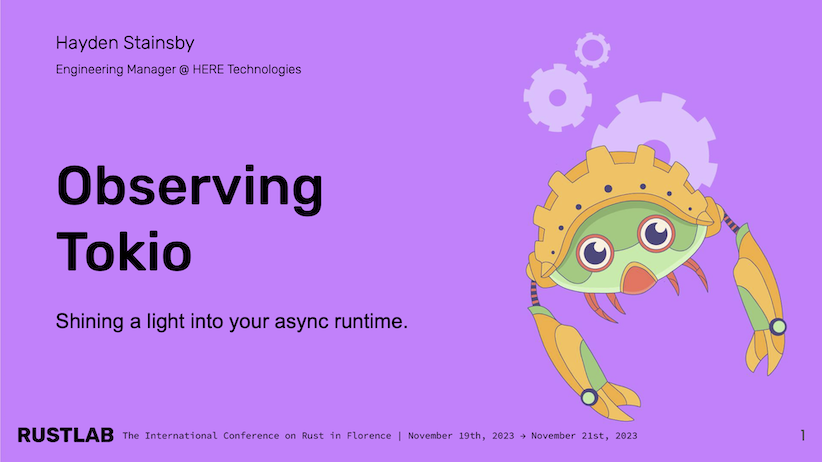 Hayden Stainsby
Engineering Manager @ HERE Technologies
Observing
Tokio
Shining a light into your async runtime.
RUSTLAB The International Conference on Rust in Florence | November 19th, 2023 → November 21st, 2023 1